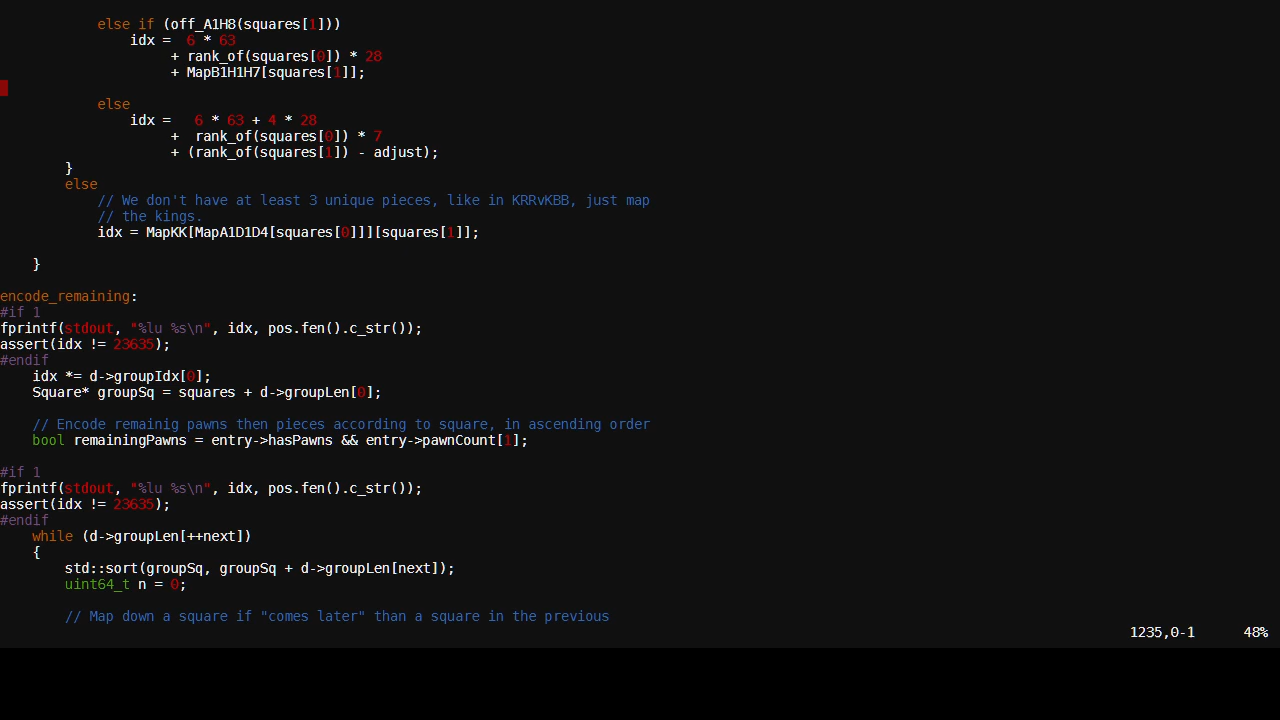 else if (off_A1H8(squares[1]))
idx =  6 * 63
+ rank_of(squares[0]) * 28
+ MapB1H1H7[squares[1]];
else
idx =   6 * 63 + 4 * 28
+  rank_of(squares[0]) * 7
+ (rank_of(squares[1]) - adjust);
}
else
// We don't have at least 3 unique pieces, like in KRRvKBB, just map
// the kings.
idx = MapKK[MapA1D1D4[squares[0]]][squares[1]];
}
encode_remaining:
#if 1
fprintf(stdout, "%lu %s\n", idx, pos.fen().c_str());
assert(idx != 23635);
#endif
idx *= d->groupIdx[0];
Square* groupSq = squares + d->groupLen[0];
// Encode remainig pawns then pieces according to square, in ascending order
bool remainingPawns = entry->hasPawns && entry->pawnCount[1];
#if 1
fprintf(stdout, "%lu %s\n", idx, pos.fen().c_str());
assert(idx != 23635);
#endif
while (d->groupLen[++next])
{
std::sort(groupSq, groupSq + d->groupLen[next]);
uint64_t n = 0;
// Map down a square if "comes later" than a square in the previous
1235,0-1      48%